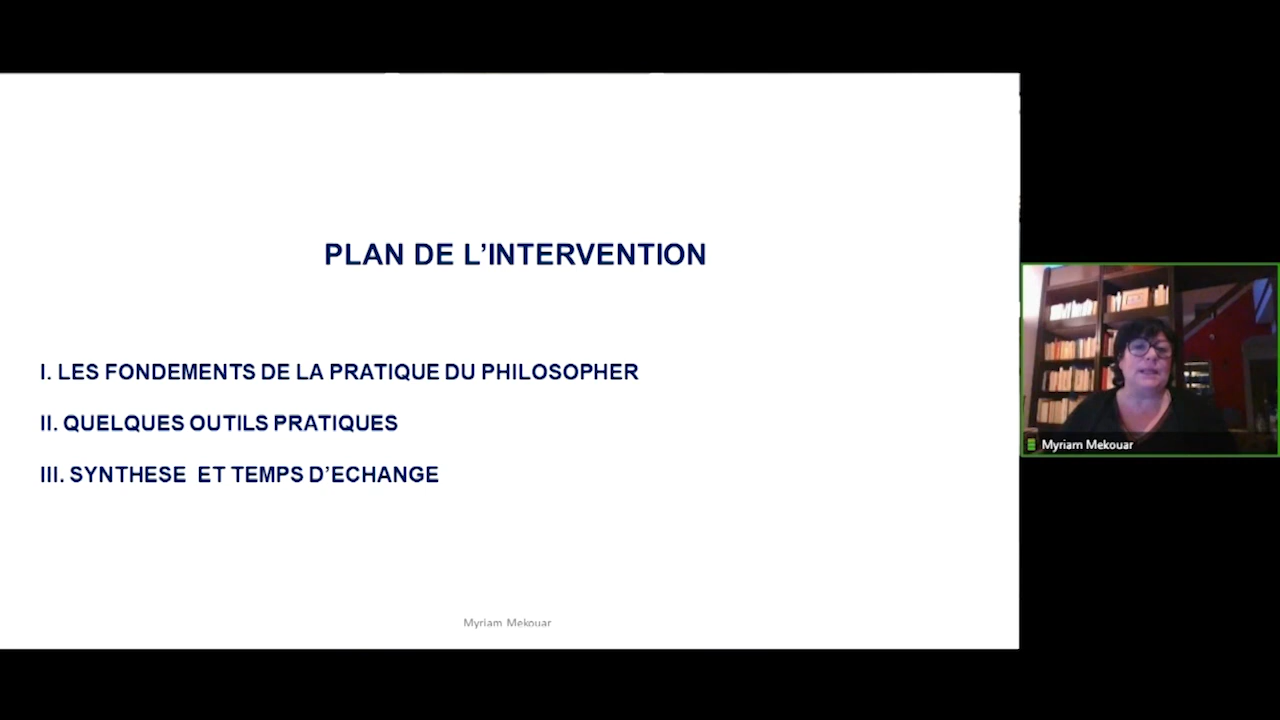 PLAN DE L’INTERVENTION
I. LES FONDEMENTS DE LA PRATIQUE DU PHILOSOPHER
II. QUELQUES OUTILS PRATIQUES
III. SYNTHESE  ET TEMPS D’ECHANGE
Myriam Mekouar
Myriam Mekouar